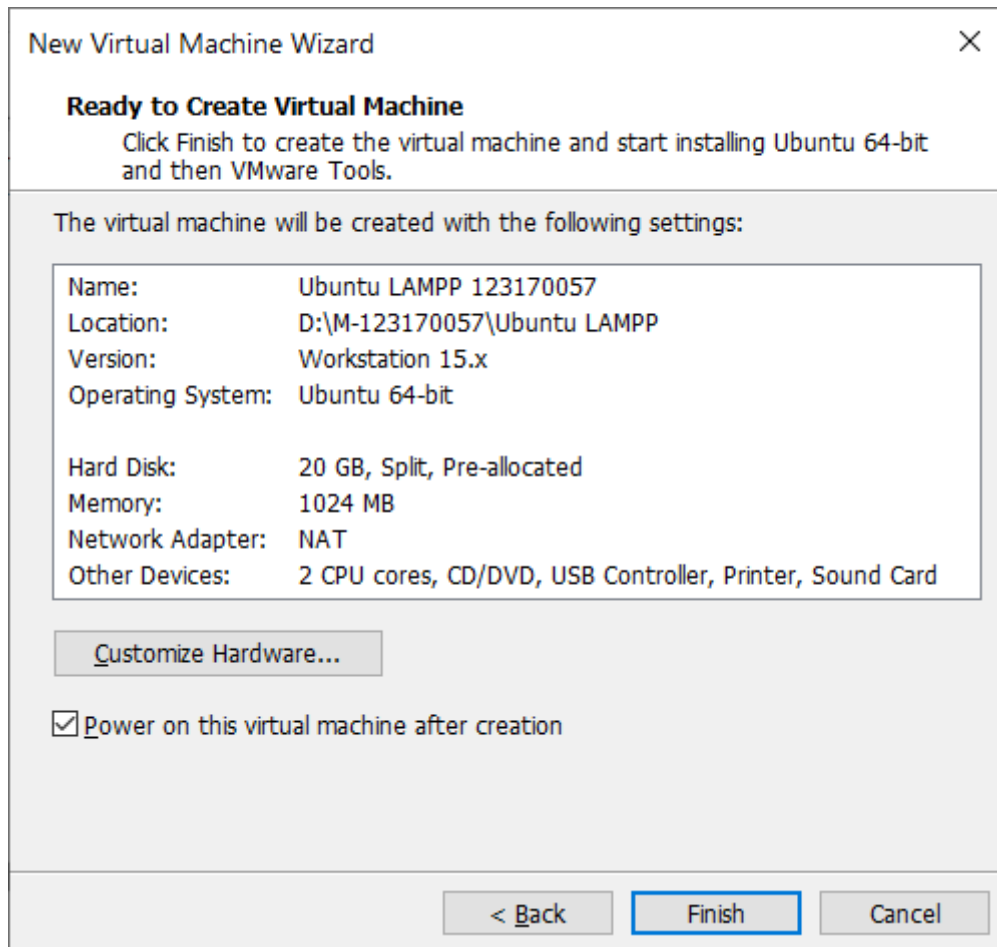 New Virtual Machine Wizard
Ready to Create Virtual Machine
Click Finish to create the virtual machine and start installing Ubuntu 64-bit
and then VMware Tools.
The virtual machine will be created with the following settings:
Name: Ubuntu LAMPP 123170057
Location: D:\M-123170057\Ubuntu LAMPP
Version: Workstation 15.x
Operating System: Ubuntu 64-bit
Hard Disk: 20 GB, Split, Pre-allocated
Memory: 1024 MB
Network Adapter: NAT
Other Devices: 2 CPU cores, CD/DVD, USB Controller, Printer, Sound Card
Customize Hardware...
Power on this virtual machine after creation
< Back Finish Cancel